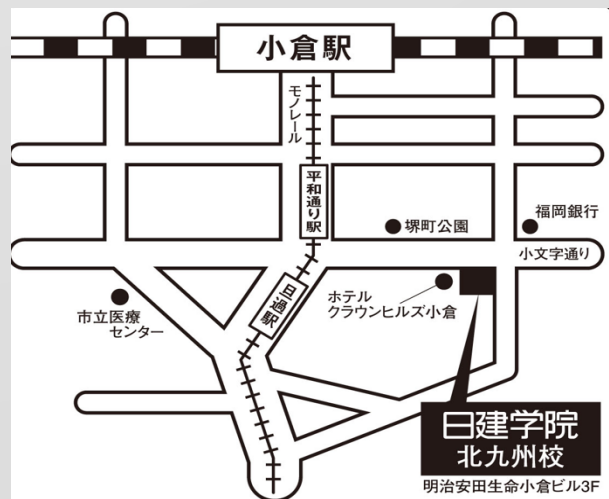 小倉駅
モノレール
平和通り駅
堺町公園
福岡銀行
小文字通り
旦過駅
ホテル
クラウンヒルズ小倉
市立医療
センター
日建学院
北九州校
明治安田生命小倉ビル3F